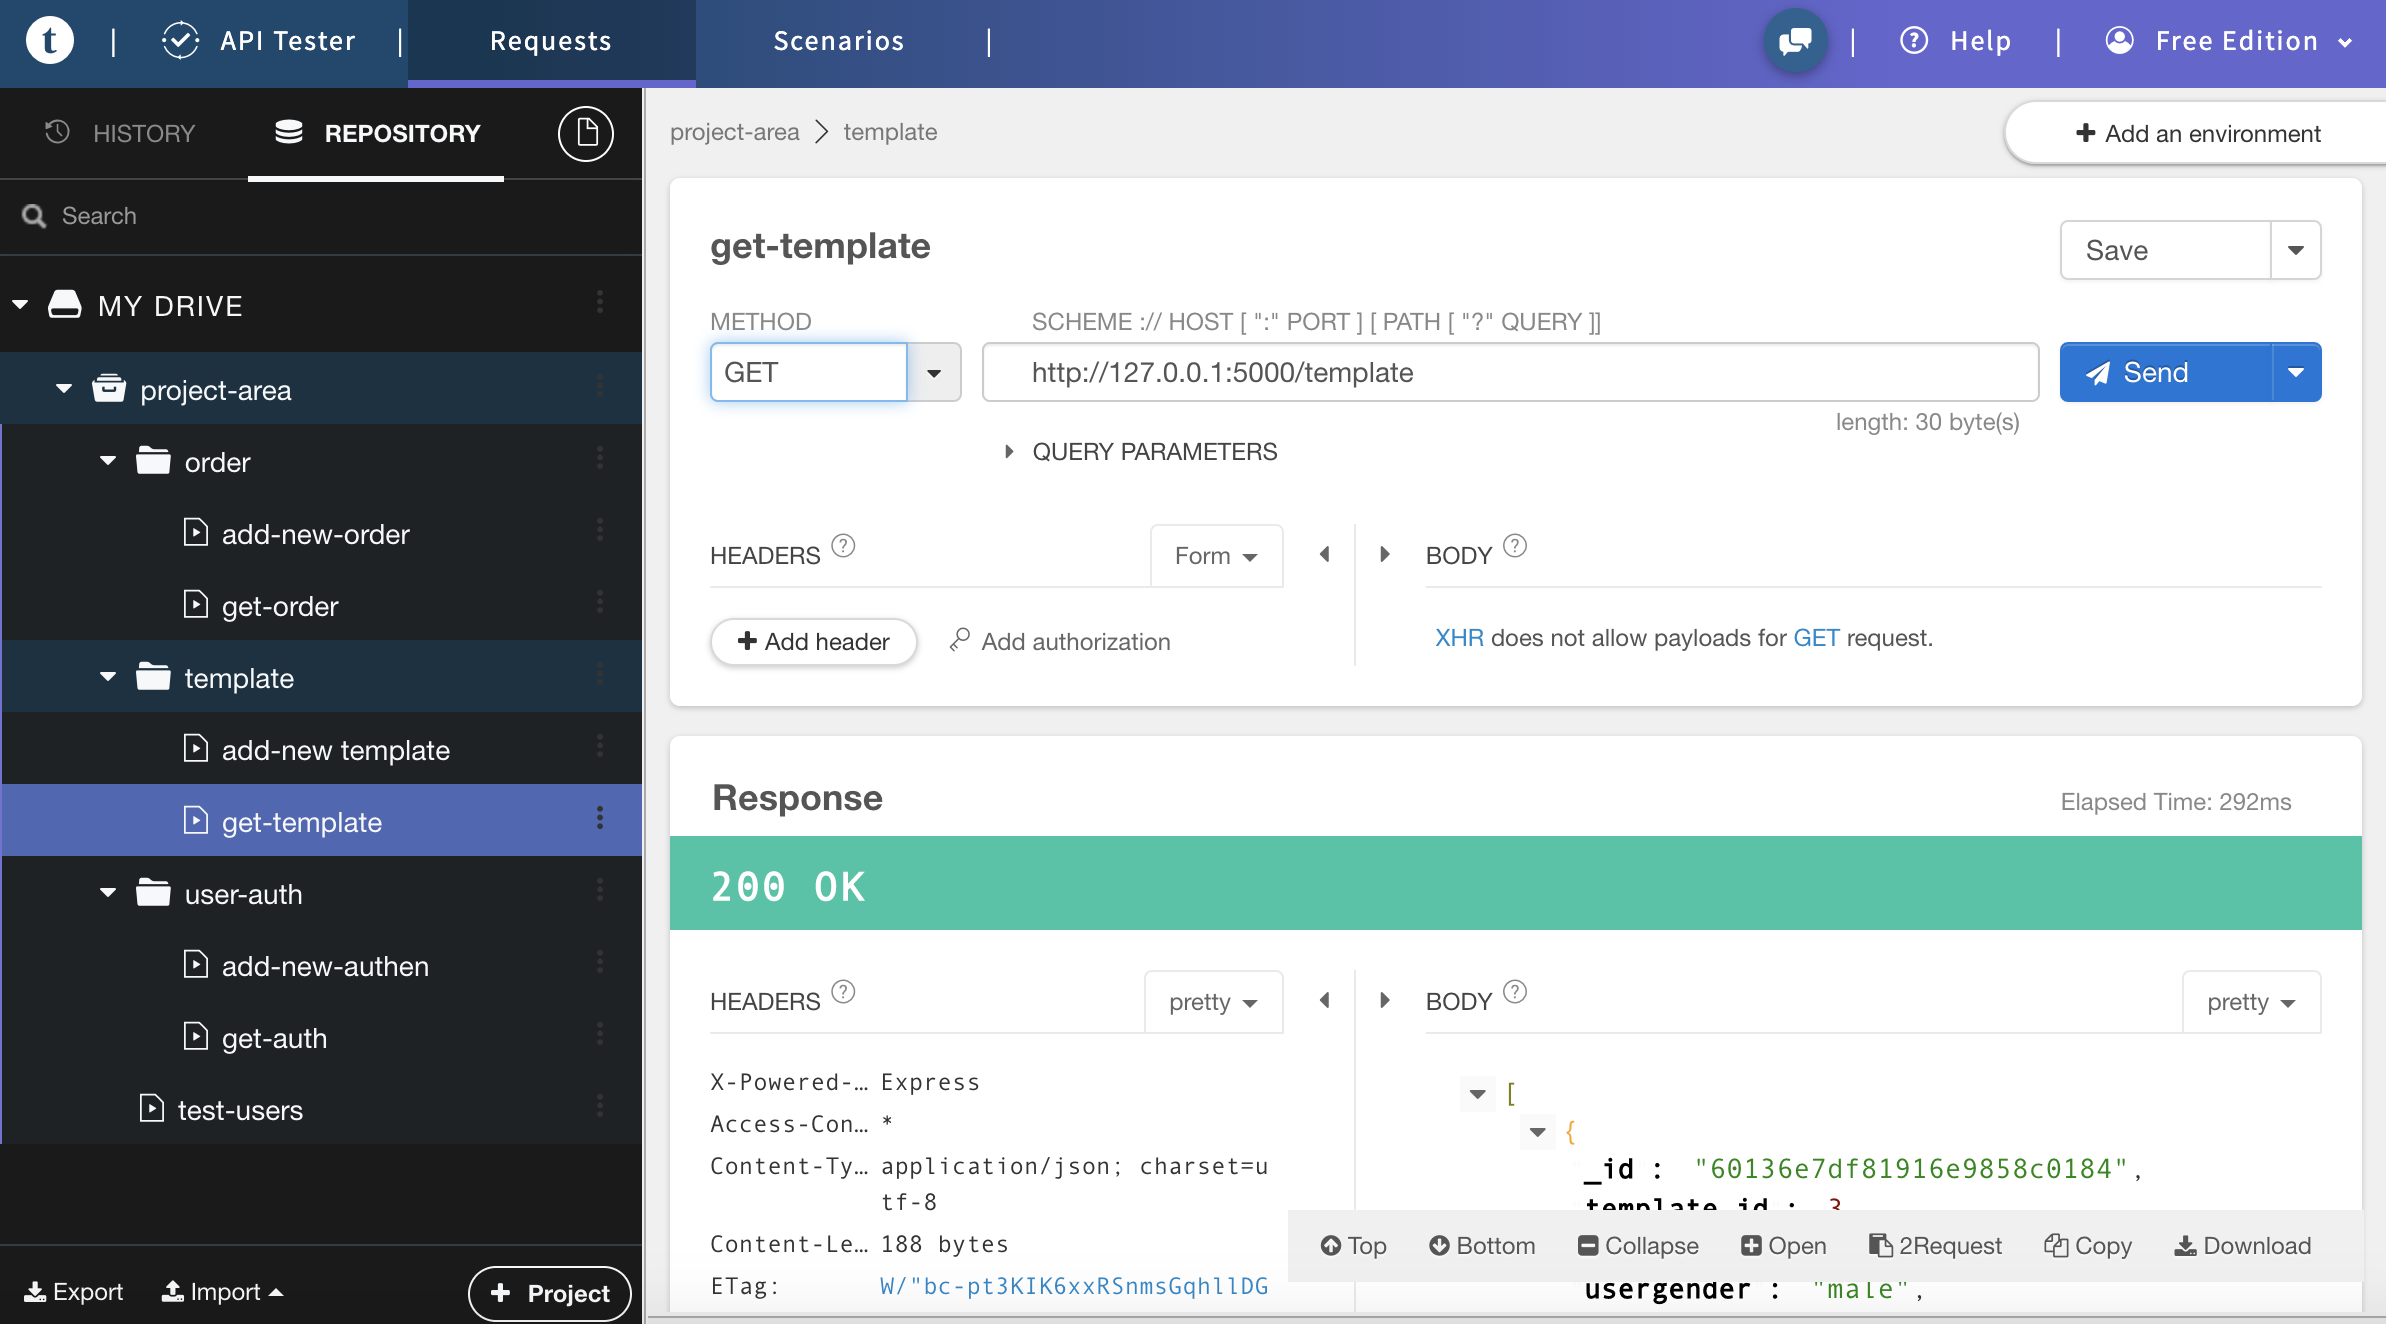 t | API Tester | Requests Scenarios | | Help | Free Edition
HISTORY REPOSITORY
Search
MY DRIVE
project-area
order
add-new-order
get-order
template
add-new template
get-template
user-auth
add-new-authen
get-auth
test-users
Export Import + Project
project-area > template
+ Add an environment
get-template
Save
METHOD SCHEME :// HOST [ ":" PORT ] [ PATH [ "?" QUERY ]]
GET http://127.0.0.1:5000/template Send
length: 30 byte(s)
QUERY PARAMETERS
HEADERS ? Form BODY ?
+ Add header Add authorization XHR does not allow payloads for GET request.
Response Elapsed Time: 292ms
200 OK
HEADERS ? pretty BODY ? pretty
X-Powered-... Express
Access-Con... *
Content-Ty... application/json; charset=u
tf-8
Content-Le... 188 bytes
ETag: W/"bc-pt3KIK6xxRSnmsGqhllDG
[
{
_id : "60136e7df81916e9858c0184",
template_id : 3
Top Bottom Collapse Open 2Request Copy Download
usergender : "male",